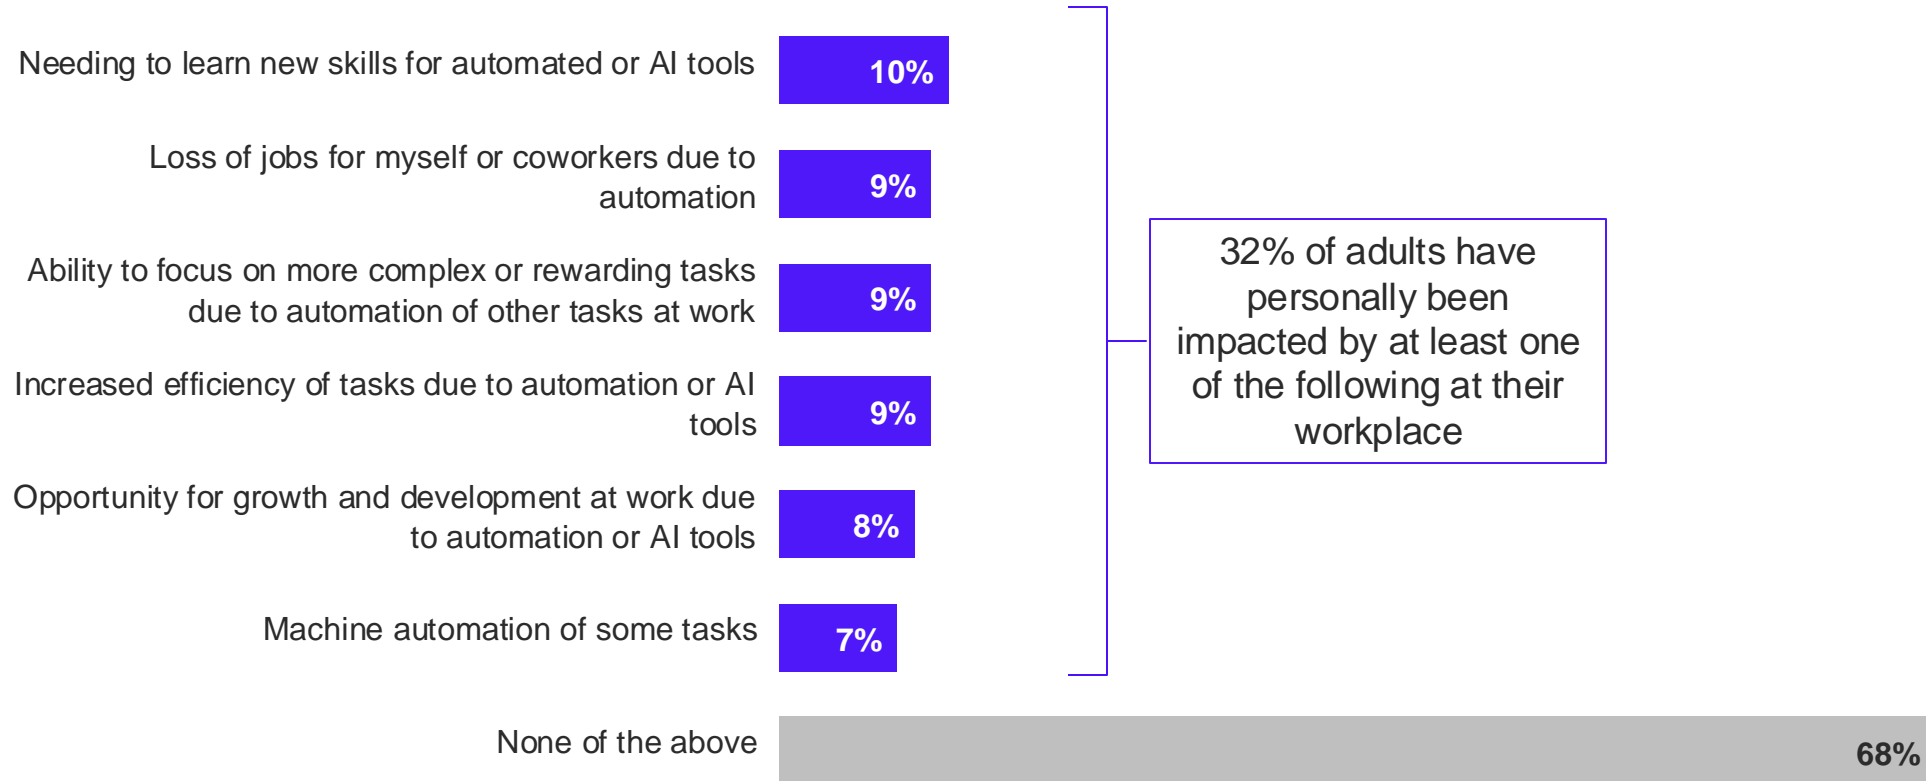 Needing to learn new skills for automated or AI tools
10%
Loss of jobs for myself or coworkers due to
automation
9%
Ability to focus on more complex or rewarding tasks
due to automation of other tasks at work
9%
Increased efficiency of tasks due to automation or AI
tools
9%
Opportunity for growth and development at work due
to automation or AI tools
8%
Machine automation of some tasks
7%
None of the above
68%
32% of adults have
personally been
impacted by at least one
of the following at their
workplace